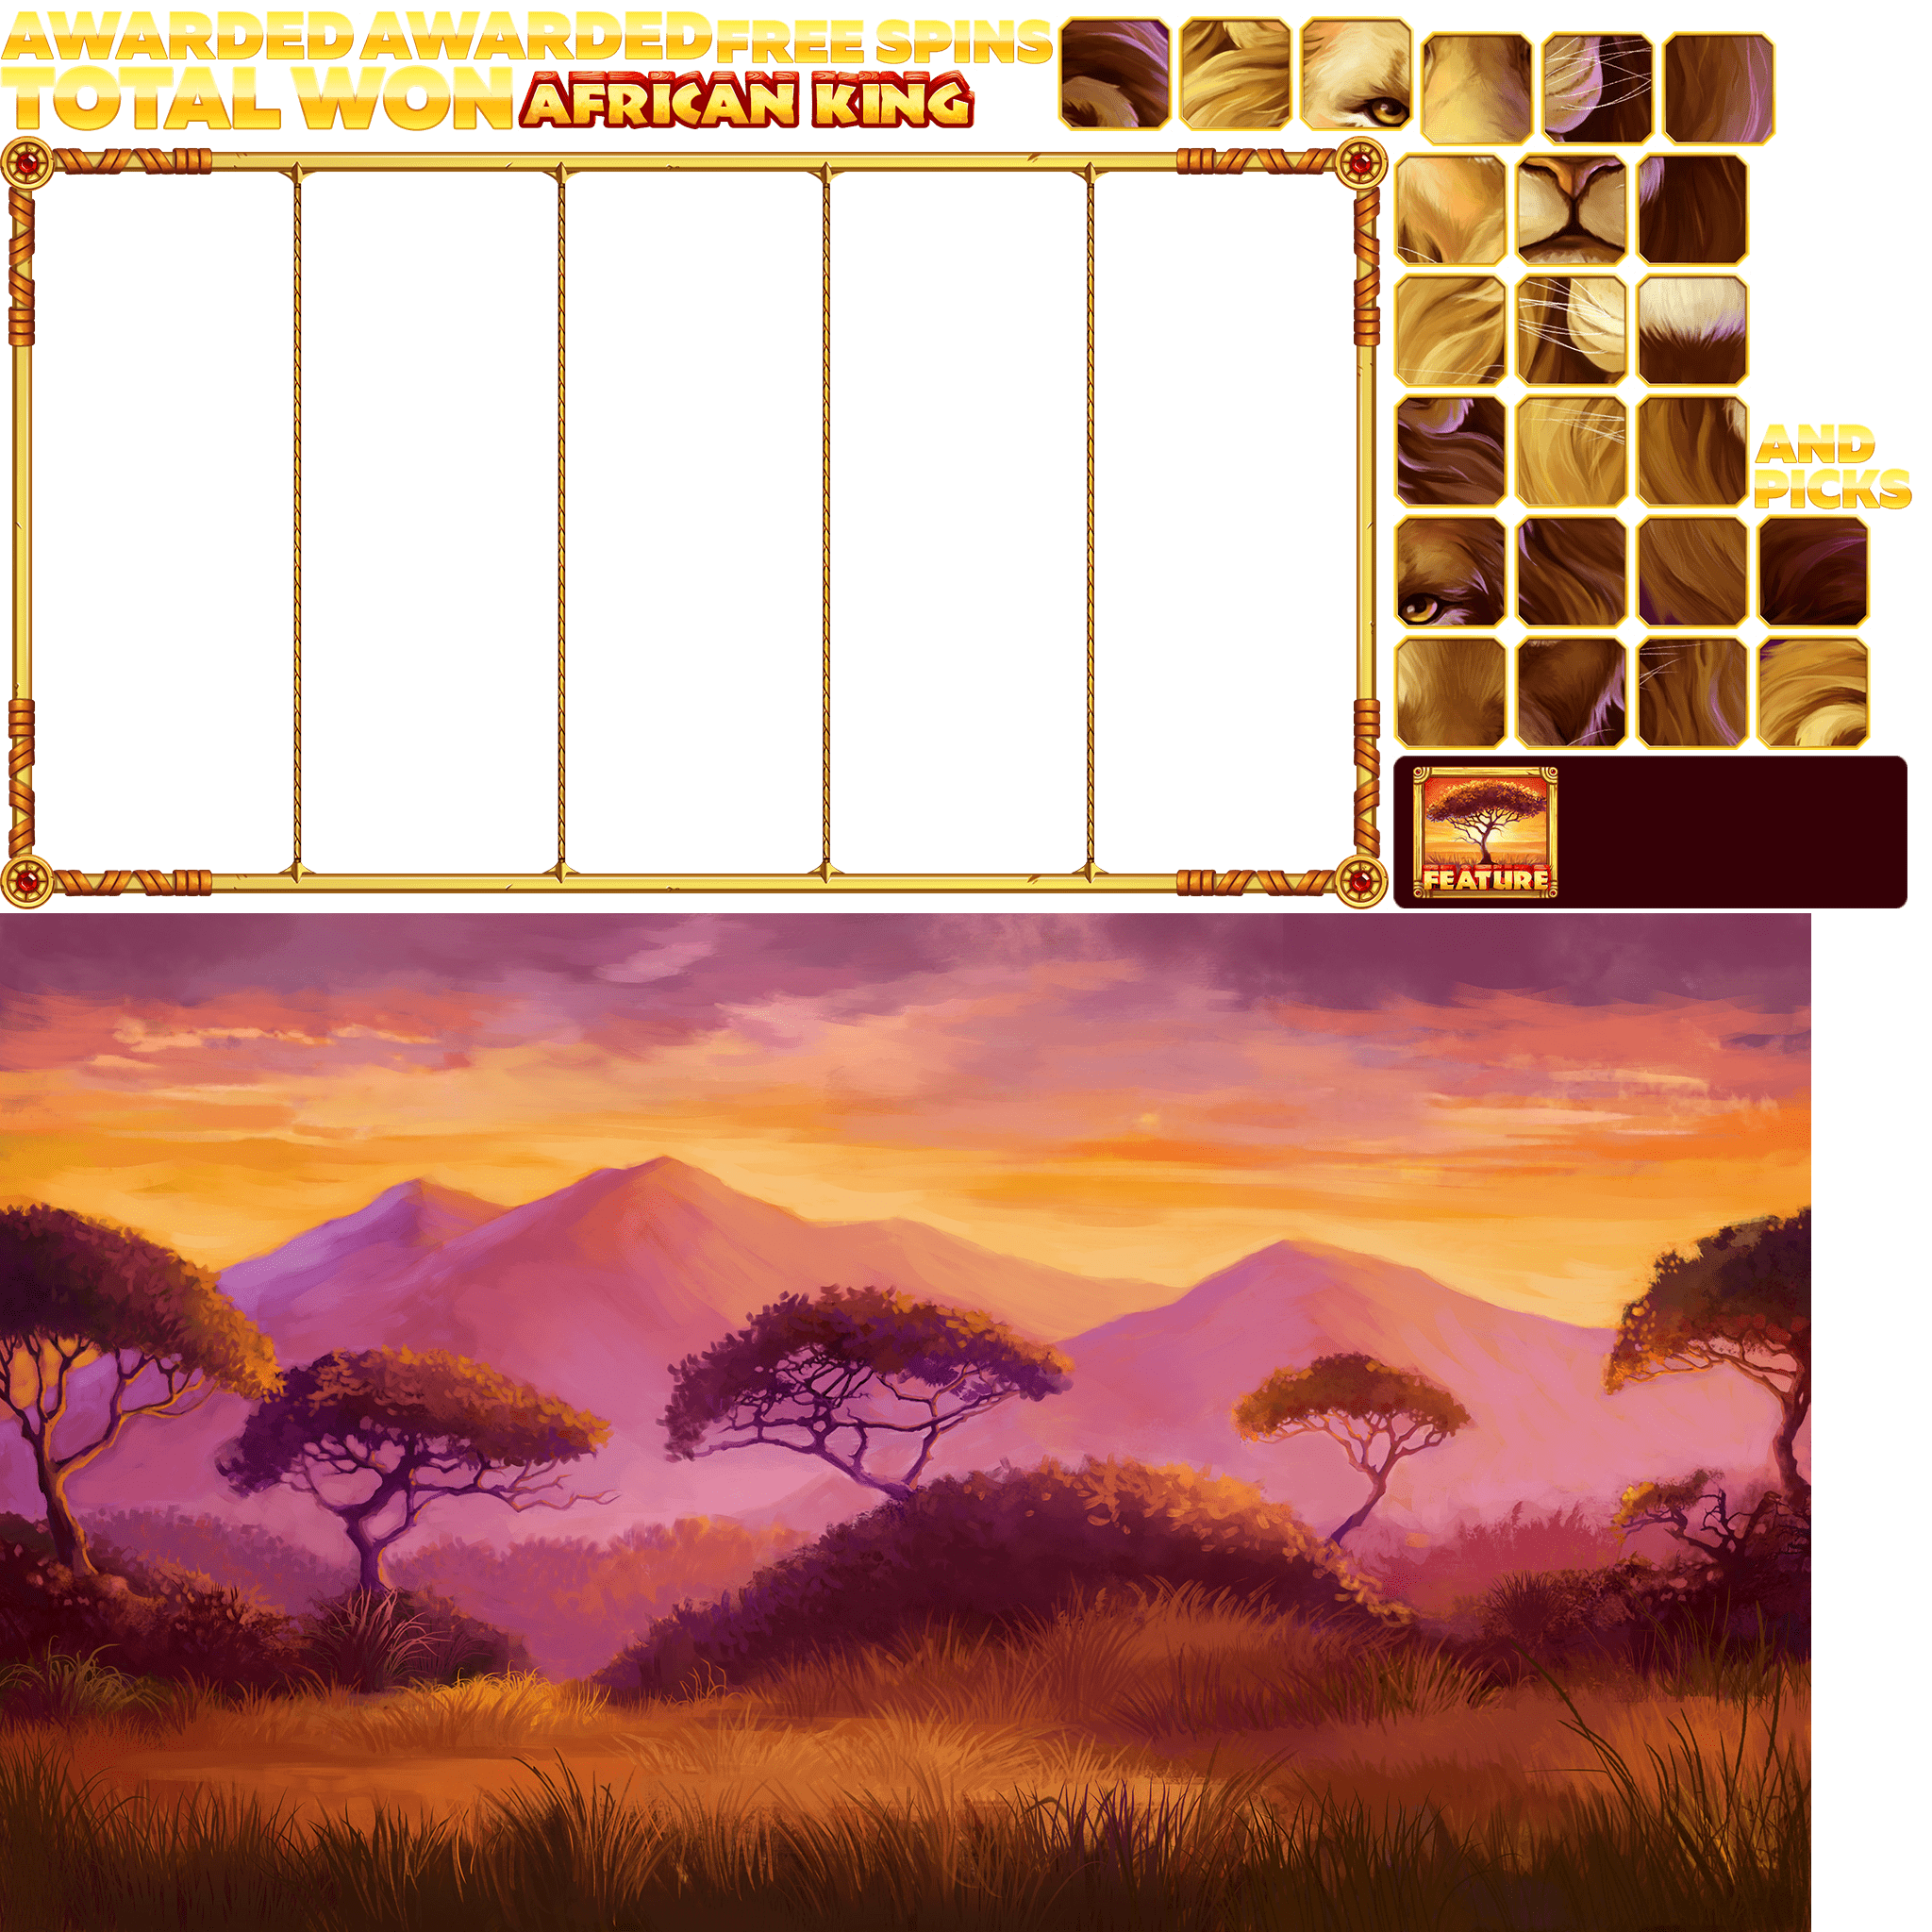 AWARDED AWARDED FREE SPINS
TOTAL WON AFRICAN KING
AND
PICKS
FEATURE